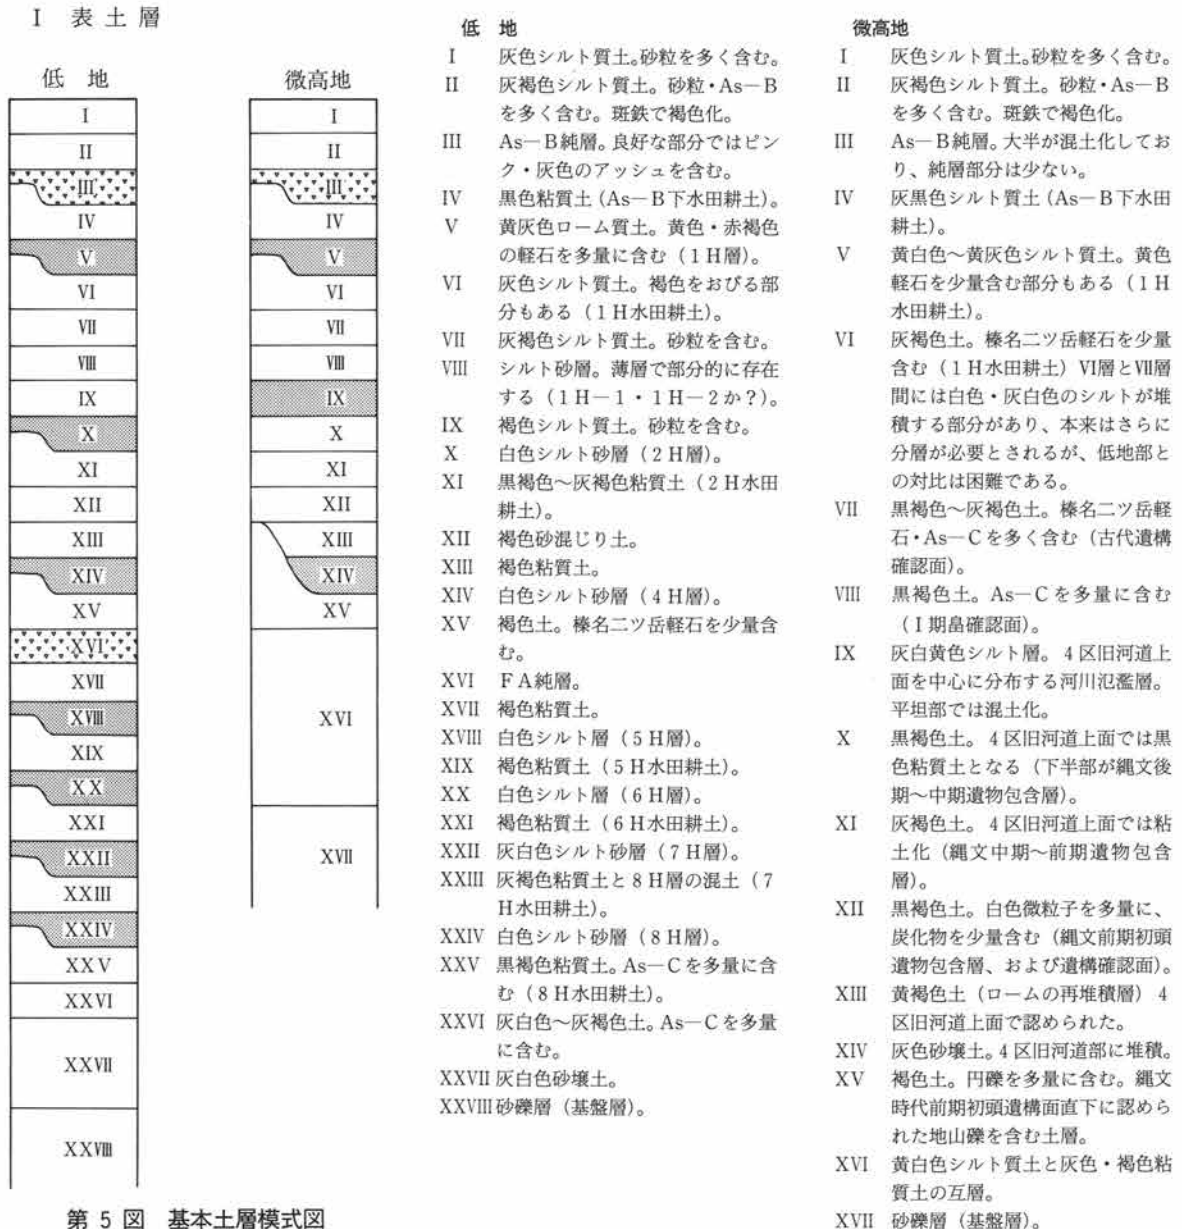 I 表土層
低地
I
II
III
IV
V
VI
VII
VIII
IX
X
XI
XII
XIII
XIV
XV
XVI
XVII
XVIII
XIX
XX
XXI
XXII
XXIII
XXIV
XXV
XXVI
XXVII
XXVIII
微高地
I
II
III
IV
V
VI
VII
VIII
IX
X
XI
XII
XIII
XIV
XV
XVI
XVII
第5図 基本土層模式図
低地
I 灰色シルト質土。砂粒を多く含む。
II 灰褐色シルト質土。砂粒・As―B
を多く含む。斑鉄で褐色化。
III As―B純層。良好な部分ではピン
ク・灰色のアッシュを含む。
IV 黒色粘質土(As―B下水田耕土)。
V 黄灰色ローム質土。黄色・赤褐色
の軽石を多量に含む(1H層)。
VI 灰色シルト質土。褐色をおびる部
分もある(1H水田耕土)。
VII 灰褐色シルト質土。砂粒を含む。
VIII シルト砂層。薄層で部分的に存在
する(1H―1・1H―2か?)。
IX 褐色シルト質土。砂粒を含む。
X 白色シルト砂層(2H層)。
XI 黒褐色~灰褐色粘質土(2H水田
耕土)。
XII 褐色砂混じり土。
XIII 褐色粘質土。
XIV 白色シルト砂層(4H層)。
XV 褐色土。榛名二ツ岳軽石を少量含
む。
XVI FA純層。
XVII 褐色粘質土。
XVIII 白色シルト層(5H層)。
XIX 褐色粘質土(5H水田耕土)。
XX 白色シルト層(6H層)。
XXI 褐色粘質土(6H水田耕土)。
XXII 灰白色シルト砂層(7H層)。
XXIII 灰褐色粘質土と8H層の混土(7
H水田耕土)。
XXIV 白色シルト砂層(8H層)。
XXV 黒褐色粘質土。As―Cを多量に含
む(8H水田耕土)。
XXVI 灰白色~灰褐色土。As―Cを多量
に含む。
XXVII 灰白色砂壌土。
XXVIII 砂礫層(基盤層)。
微高地
I 灰色シルト質土。砂粒を多く含む。
II 灰褐色シルト質土。砂粒・As―B
を多く含む。斑鉄で褐色化。
III As―B純層。大半が混土化してお
り、純層部分は少ない。
IV 灰黒色シルト質土(As―B下水田
耕土)。
V 黄白色~黄灰色シルト質土。黄色
軽石を少量含む部分もある(1H
水田耕土)。
VI 灰褐色土。榛名二ツ岳軽石を少量
含む(1H水田耕土)VI層とVII層
間には白色・灰白色のシルトが堆
積する部分があり、本来はさらに
分層が必要とされるが、低地部と
の対比は困難である。
VII 黒褐色~灰褐色土。榛名二ツ岳軽
石・As―Cを多く含む(古代遺構
確認面)。
VIII 黒褐色土。As―Cを多量に含む
(I期畠確認面)。
IX 灰白黄色シルト層。4区旧河道上
面を中心に分布する河川氾濫層。
平坦部では混土化。
X 黒褐色土。4区旧河道上面では黒
色粘質土となる(下半部が縄文後
期~中期遺物包含層)。
XI 灰褐色土。4区旧河道上面では粘
土化(縄文中期~前期遺物包含
層)。
XII 黒褐色土。白色微粒子を多量に、
炭化物を少量含む(縄文前期初頭
遺物包含層、および遺構確認面)。
XIII 黄褐色土(ロームの再堆積層)4
区旧河道上面で認められた。
XIV 灰色砂壌土。4区旧河道部に堆積。
XV 褐色土。円礫を多量に含む。縄文
時代前期初頭遺構面直下に認めら
れた地山礫を含む土層。
XVI 黄白色シルト質土と灰色・褐色粘
質土の互層。
XVII 砂礫層(基盤層)。